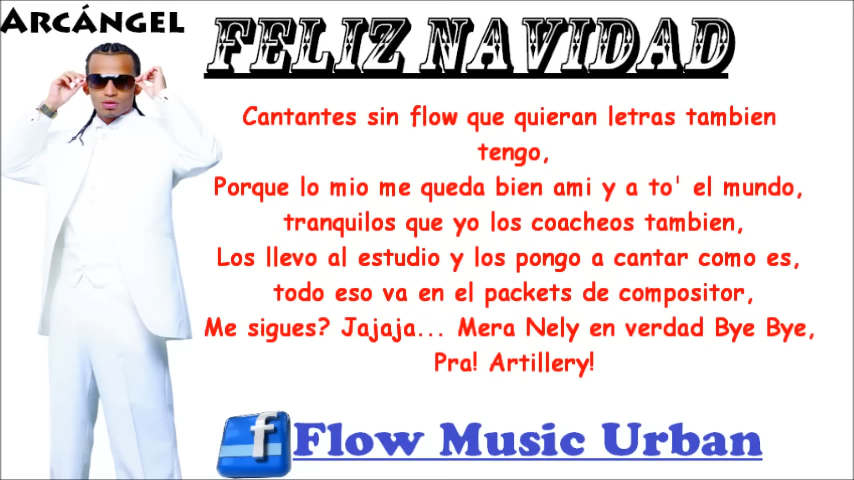 ARCÁNGEL
FELIZ NAVIDAD
Cantantes sin flow que quieran letras tambien
tengo,
Porque lo mio me queda bien ami y a to' el mundo,
tranquilos que yo los coacheos tambien,
Los llevo al estudio y los pongo a cantar como es,
todo eso va en el packets de compositor,
Me sigues? Jajaja... Mera Nely en verdad Bye Bye,
Pra! Artillery!
f Flow Music Urban